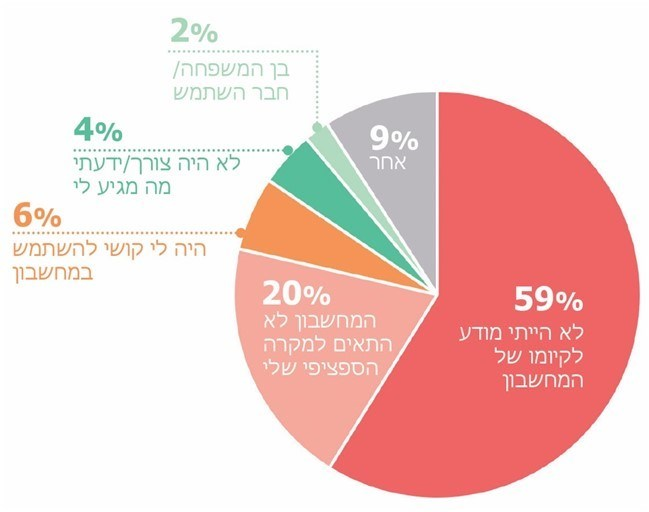 2%
בן המשפחה/
חבר השתמש
4%
לא היה צורך/ידעתי
מה מגיע לי
6%
היה לי קושי להשתמש
במחשבון
9%
אחר
20%
המחשבון לא
התאים למקרה
הספציפי שלי
59%
לא הייתי מודע
לקיומו של
המחשבון